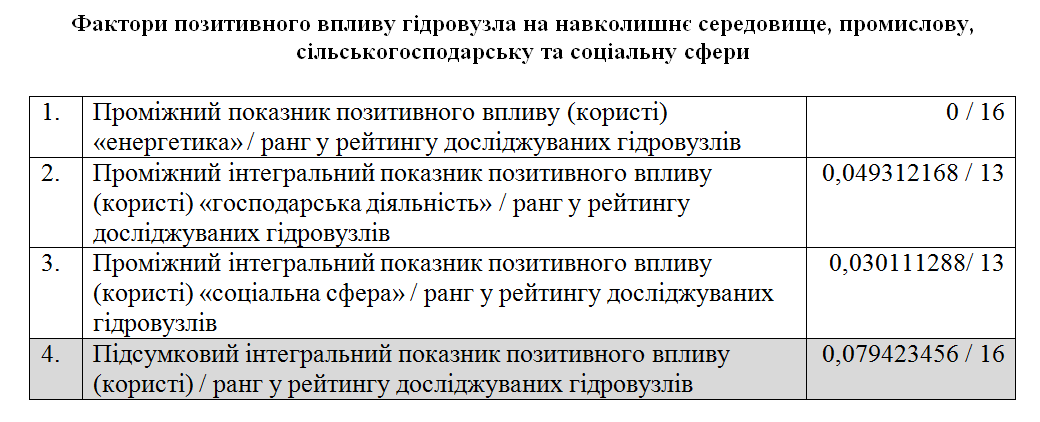 Фактори позитивного впливу гідровузла на навколишнє середовище, промислову,
сільськогосподарську та соціальну сфери
1. Проміжний показник позитивного впливу (користі) 0 / 16
«енергетика» / ранг у рейтингу досліджуваних гідровузлів
2. Проміжний інтегральний показник позитивного впливу 0,049312168 / 13
(користі) «господарська діяльність» / ранг у рейтингу
досліджуваних гідровузлів
3. Проміжний інтегральний показник позитивного впливу 0,030111288/ 13
(користі) «соціальна сфера» / ранг у рейтингу досліджуваних
гідровузлів
4. Підсумковий інтегральний показник позитивного впливу 0,079423456 / 16
(користі) / ранг у рейтингу досліджуваних гідровузлів